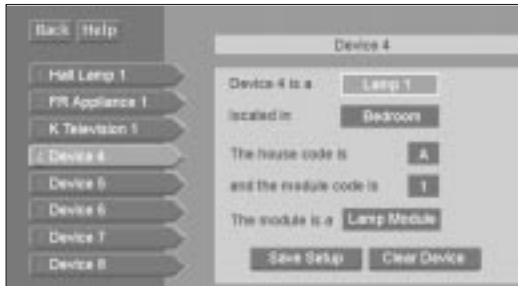 Back Help
Hall Lamp 1
FR Appliance 1
K Television 1
Device 4
Device 5
Device 6
Device 7
Device 8
Device 4
Device 4 is a Lamp 1
located in Bedroom
The house code is A
and the module code is 1
The module is a Lamp Module
Save Setup Clear Device